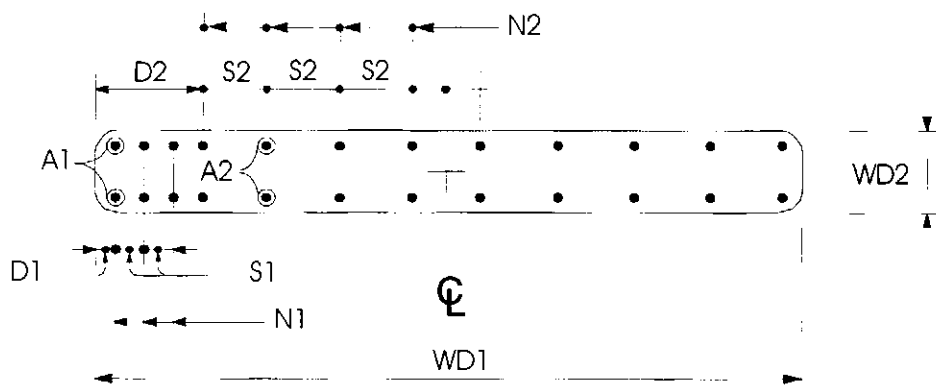 N2
D2 S2 S2 S2
A1 A2 WD2
D1 S1
℄
N1
WD1